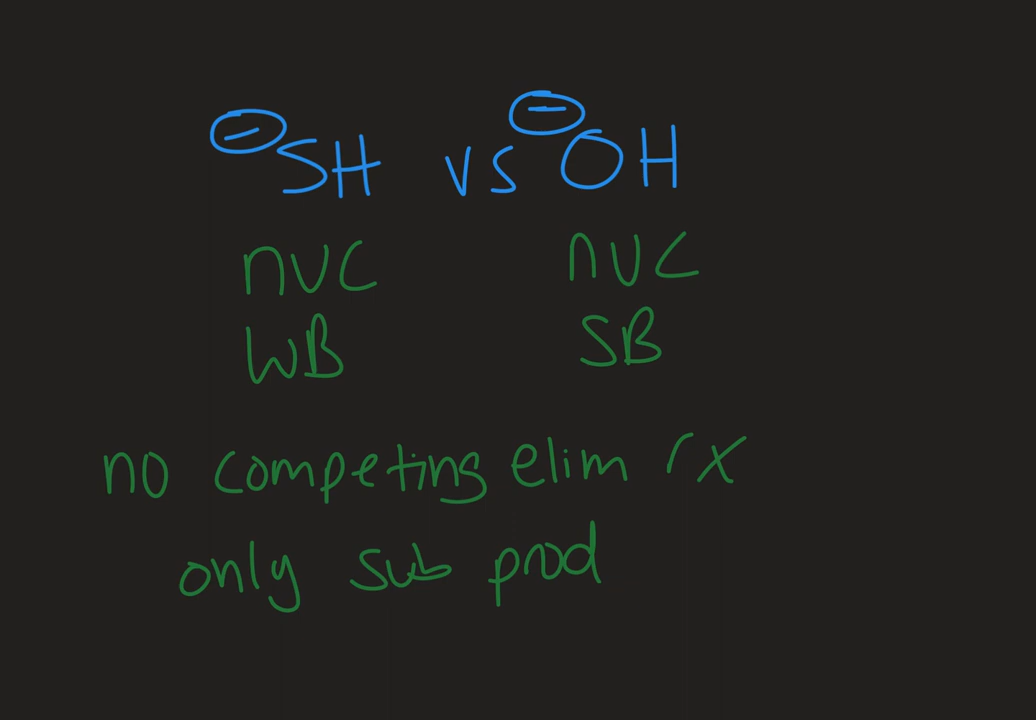 ⊖SH vs ⊖OH
nuc nuc
WB SB
no competing elim rx
only sub prod